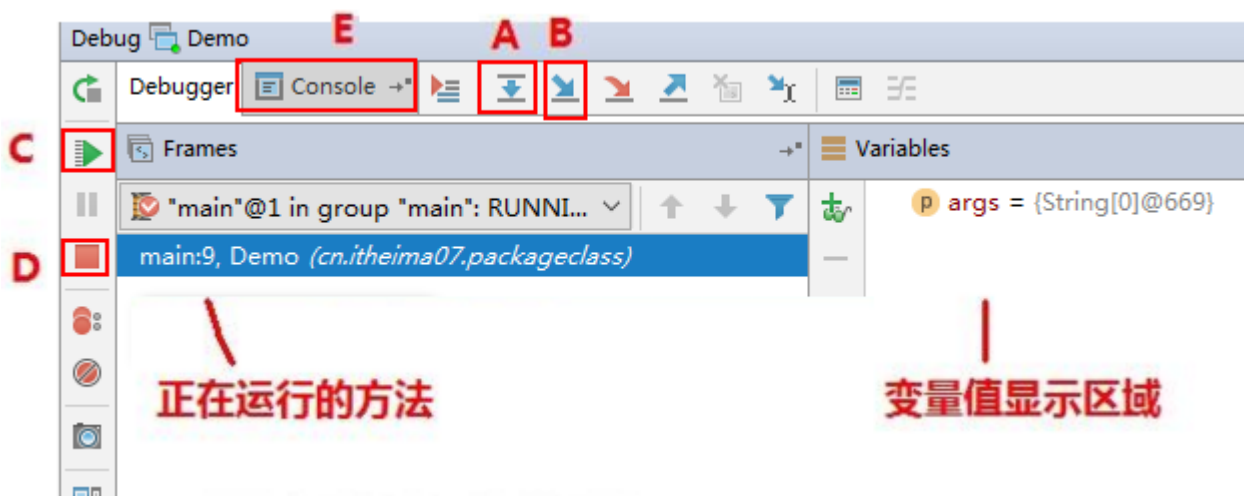 Debug Demo
E A B
Debugger Console
C
Frames Variables
"main"@1 in group "main": RUNNI... p args = {String[0]@669}
D main:9, Demo (cn.itheima07.packageclass)
正在运行的方法 变量值显示区域